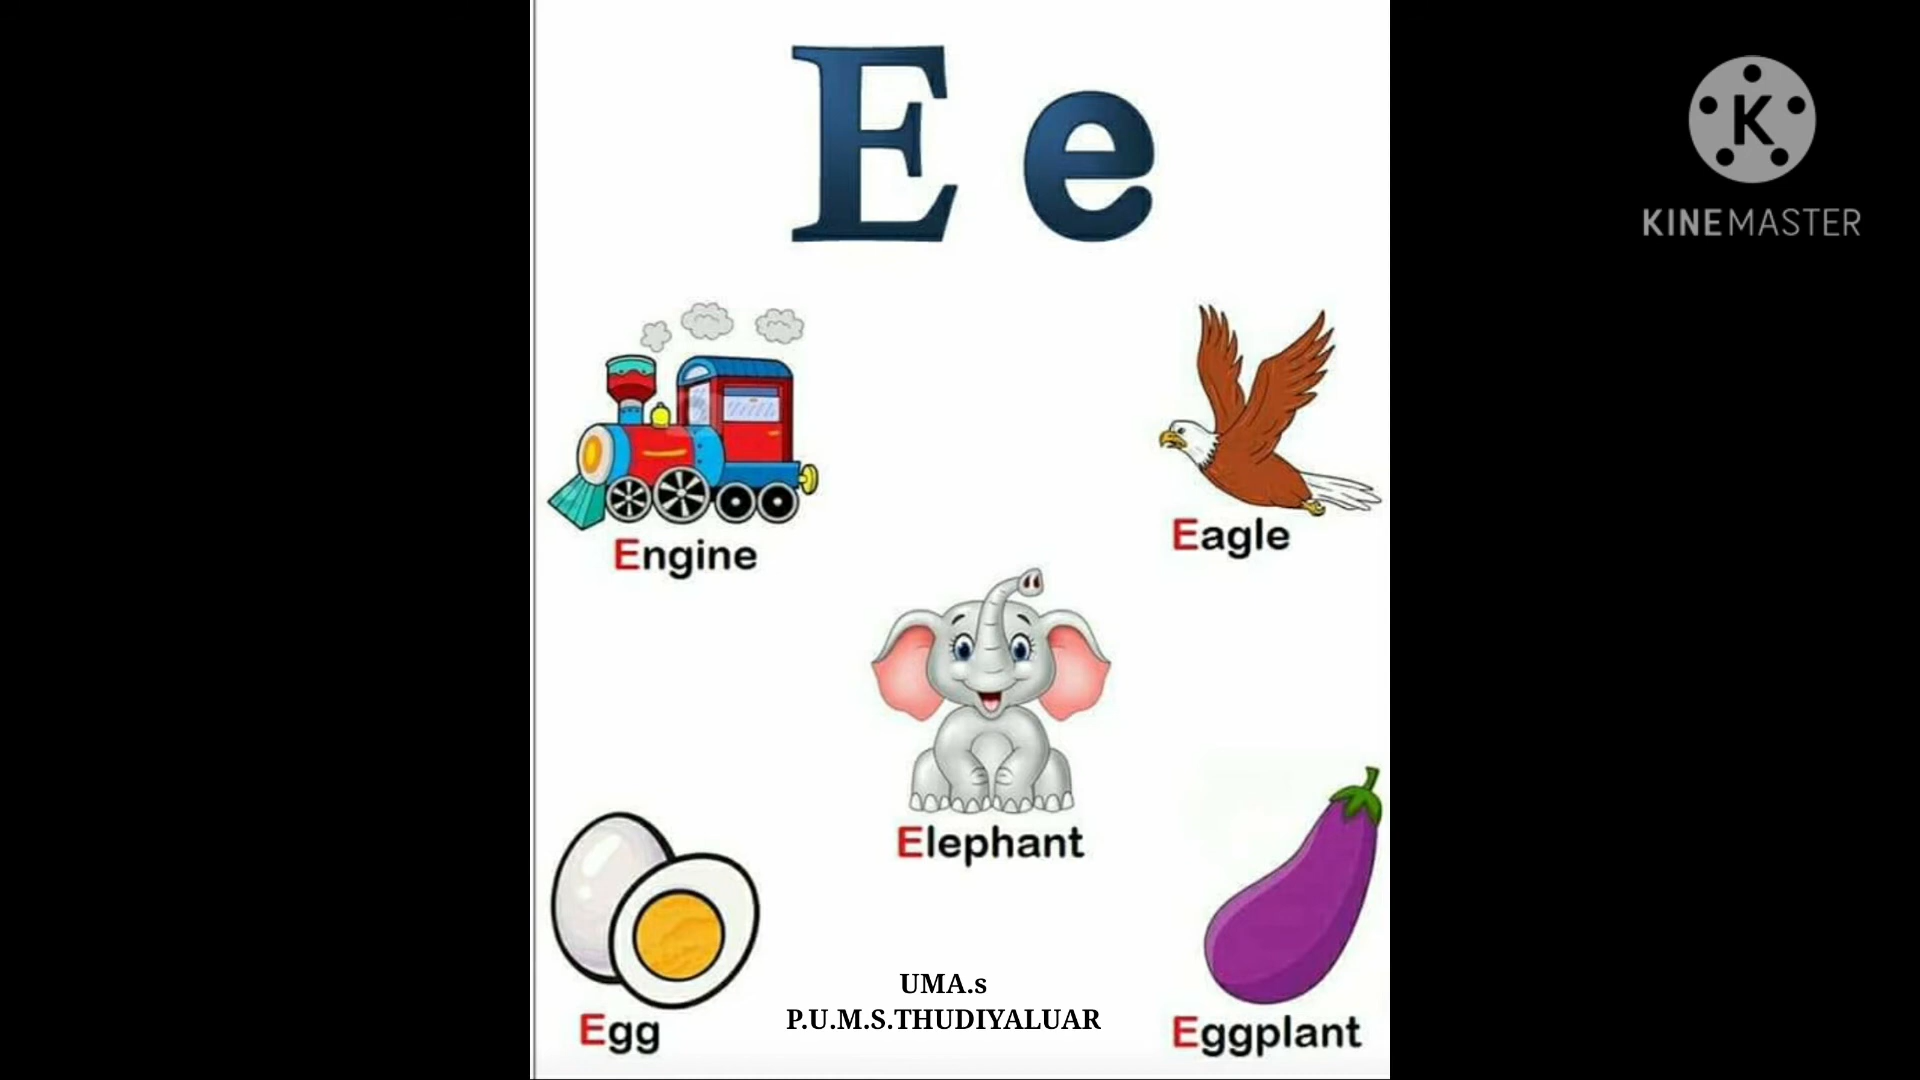 E e
K
KINEMASTER
Engine
Eagle
Elephant
Egg
UMA.s
P.U.M.S.THUDIYALUAR
Eggplant